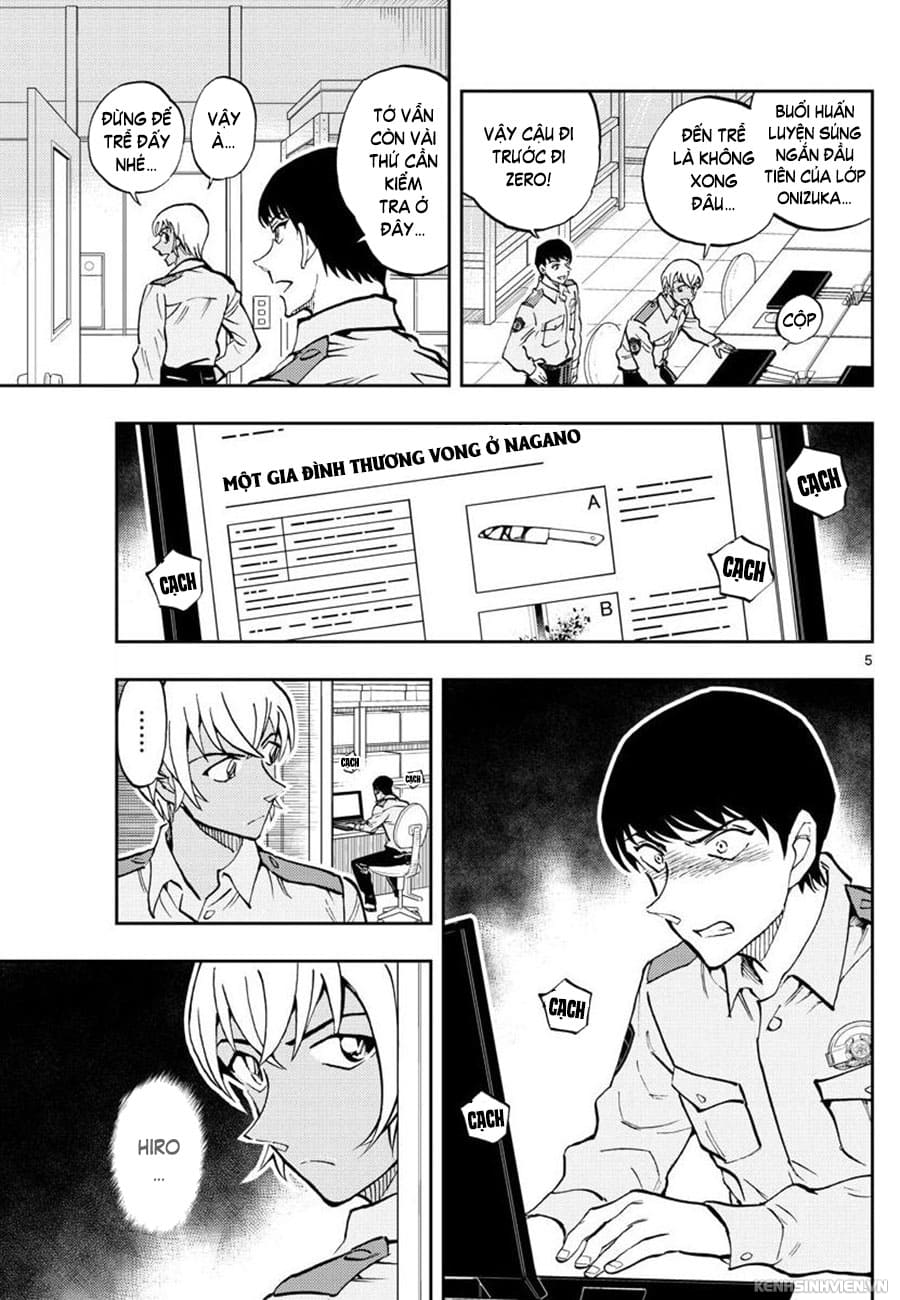 BUỔI HUẤN
LUYỆN SÚNG
NGẮN ĐẦU
TIÊN CỦA LỚP
ONIZUKA...
ĐẾN TRỄ
LÀ KHÔNG
XONG
ĐÂU...
CỘP
VẬY CẬU ĐI
TRƯỚC ĐI
ZERO!
TỚ VẪN
CÒN VÀI
THỨ CẦN
KIỂM
TRA Ở
ĐÂY...
VẬY
À...
ĐỪNG ĐỂ
TRỄ ĐẤY
NHÉ...
MỘT GIA ĐÌNH THƯƠNG VONG Ở NAGANO
A
B
CẠCH
CẠCH
CẠCH
5
CẠCH
CẠCH
......
CẠCH
CẠCH
HIRO
...
KENHSINHVIEN.VN